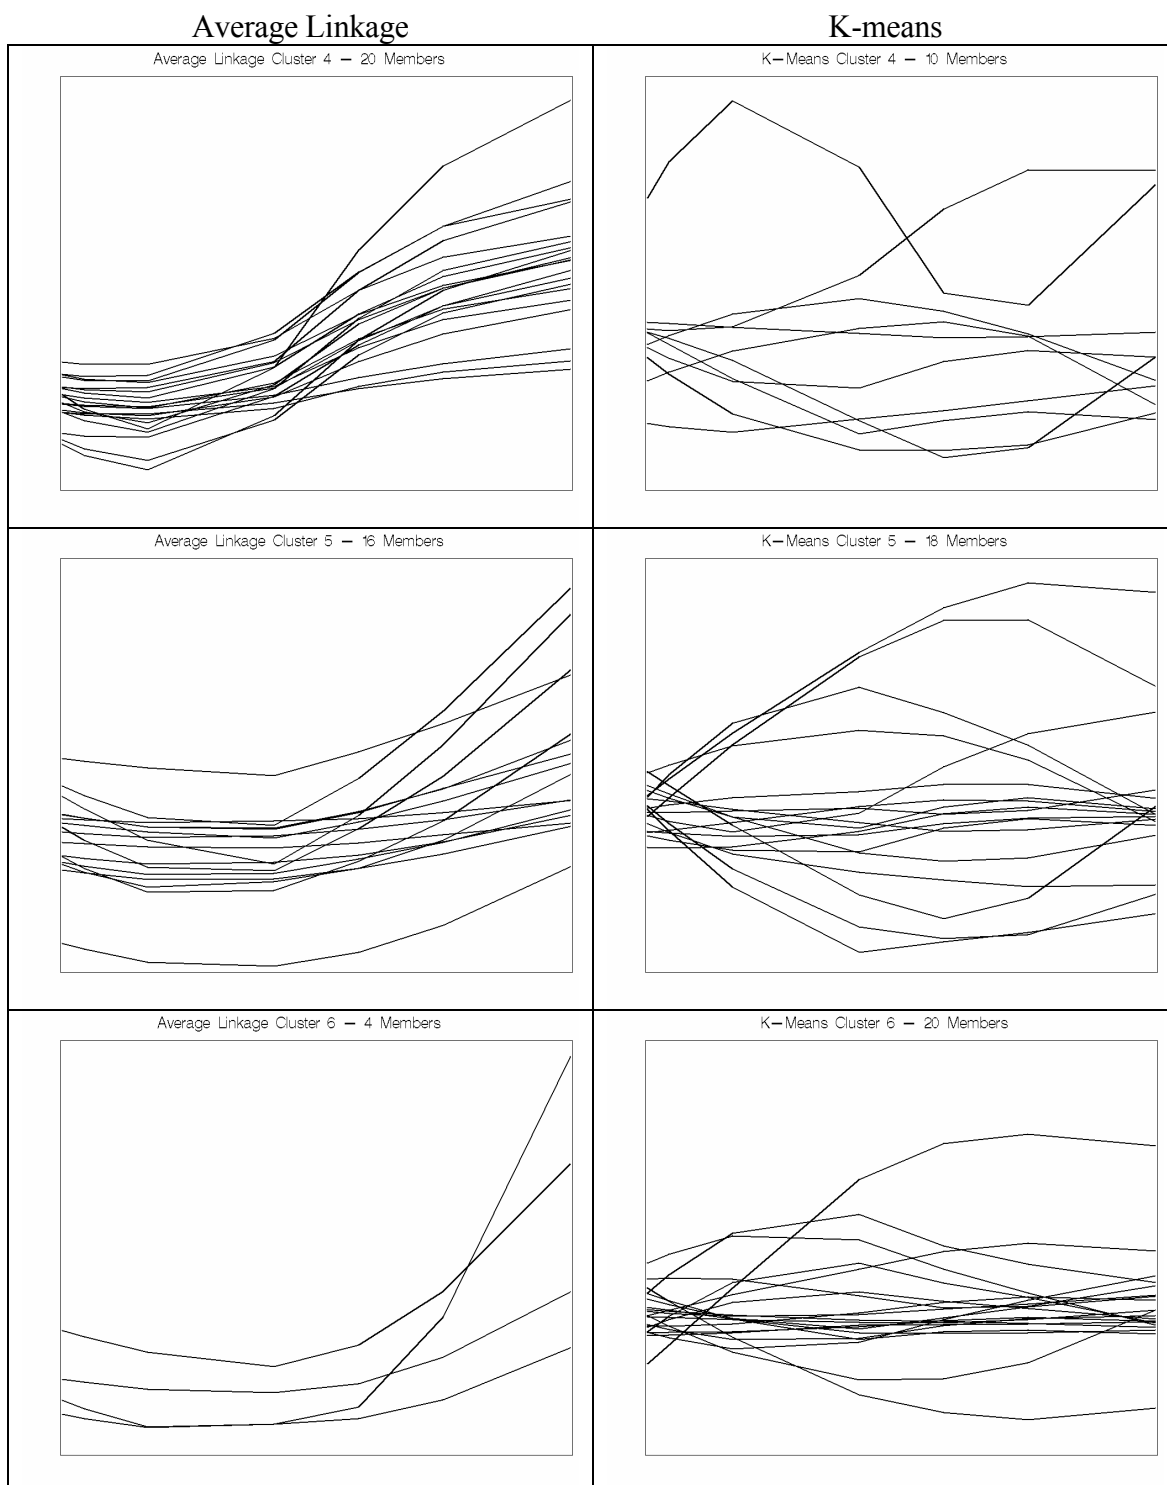 Average Linkage
K-means
Average Linkage Cluster 4 – 20 Members
K–Means Cluster 4 – 10 Members
Average Linkage Cluster 5 – 16 Members
K–Means Cluster 5 – 18 Members
Average Linkage Cluster 6 – 4 Members
K–Means Cluster 6 – 20 Members